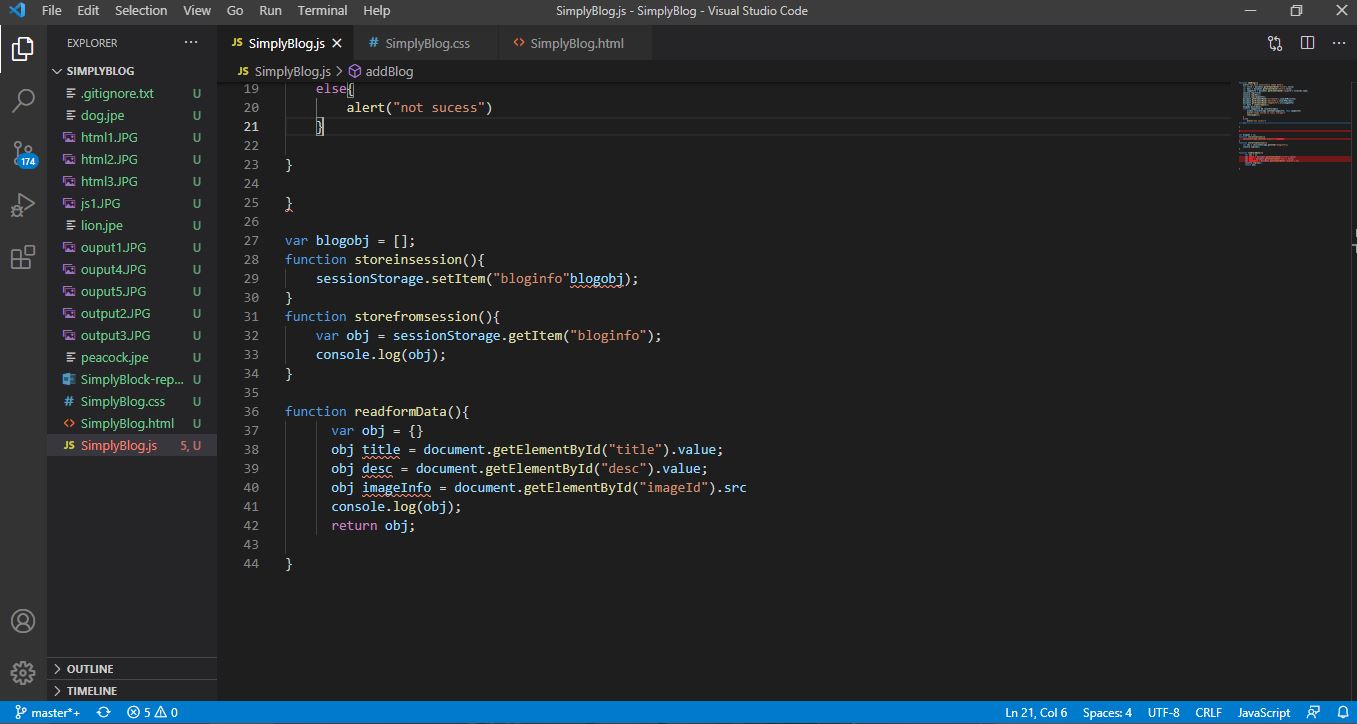 File Edit Selection View Go Run Terminal Help
SimplyBlog.js - SimplyBlog - Visual Studio Code
EXPLORER
JS SimplyBlog.js
# SimplyBlog.css
<> SimplyBlog.html
SIMPLYBLOG
JS SimplyBlog.js > addBlog
.gitignore.txt U
dog.jpe U
html1.JPG U
html2.JPG U
html3.JPG U
js1.JPG U
lion.jpe U
ouput1.JPG U
ouput4.JPG U
ouput5.JPG U
output2.JPG U
output3.JPG U
peacock.jpe U
SimplyBlock-rep... U
# SimplyBlog.css U
<> SimplyBlog.html U
JS SimplyBlog.js 5, U
174
OUTLINE
TIMELINE
19 else{
20 alert("not sucess")
21 }
22
23 }
24
25 }
26
27 var blogobj = [];
28 function storeinsession(){
29 sessionStorage.setItem("bloginfo"blogobj);
30 }
31 function storefromsession(){
32 var obj = sessionStorage.getItem("bloginfo");
33 console.log(obj);
34 }
35
36 function readformData(){
37 var obj = {}
38 obj title = document.getElementById("title").value;
39 obj desc = document.getElementById("desc").value;
40 obj imageInfo = document.getElementById("imageId").src
41 console.log(obj);
42 return obj;
43
44 }
master*+ 5 0
Ln 21, Col 6 Spaces: 4 UTF-8 CRLF JavaScript